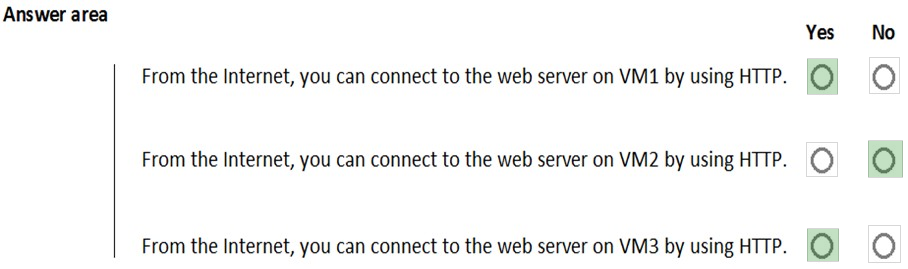 Answer area
Yes No
From the Internet, you can connect to the web server on VM1 by using HTTP.
From the Internet, you can connect to the web server on VM2 by using HTTP.
From the Internet, you can connect to the web server on VM3 by using HTTP.